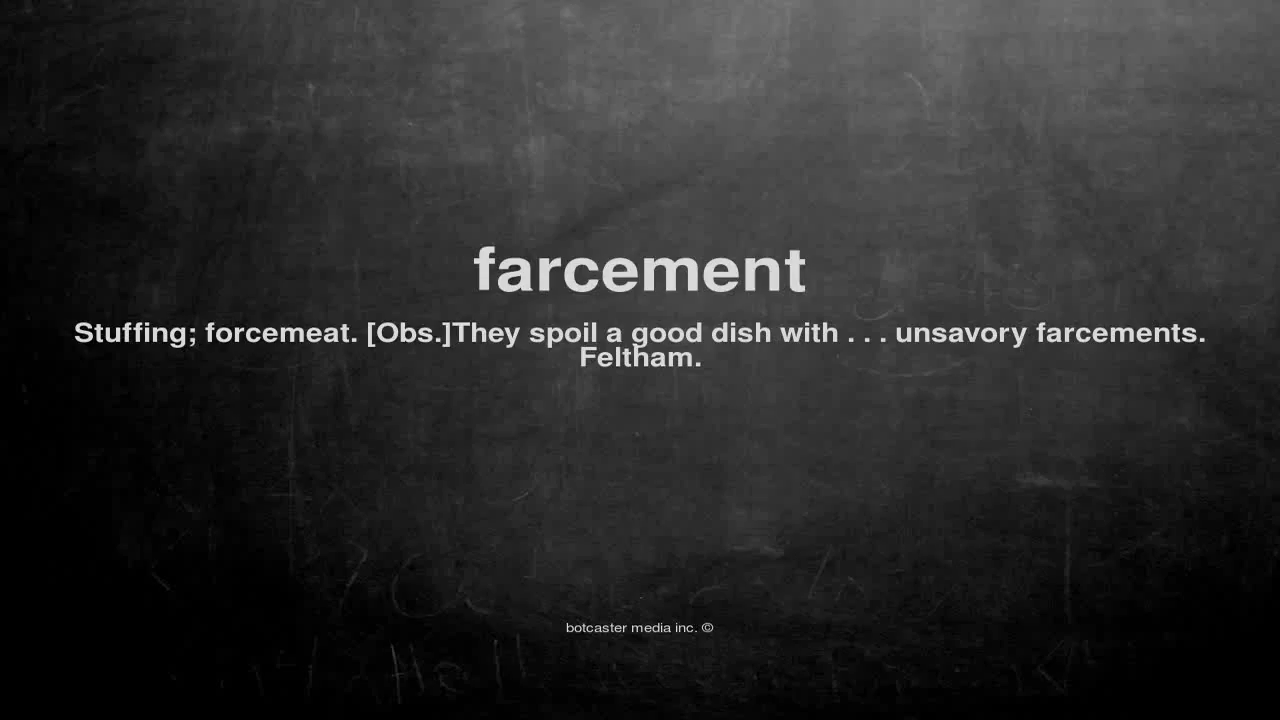 farcement
Stuffing; forcemeat. [Obs.]They spoil a good dish with . . . unsavory farcements.
Feltham.
botcaster media inc. ©